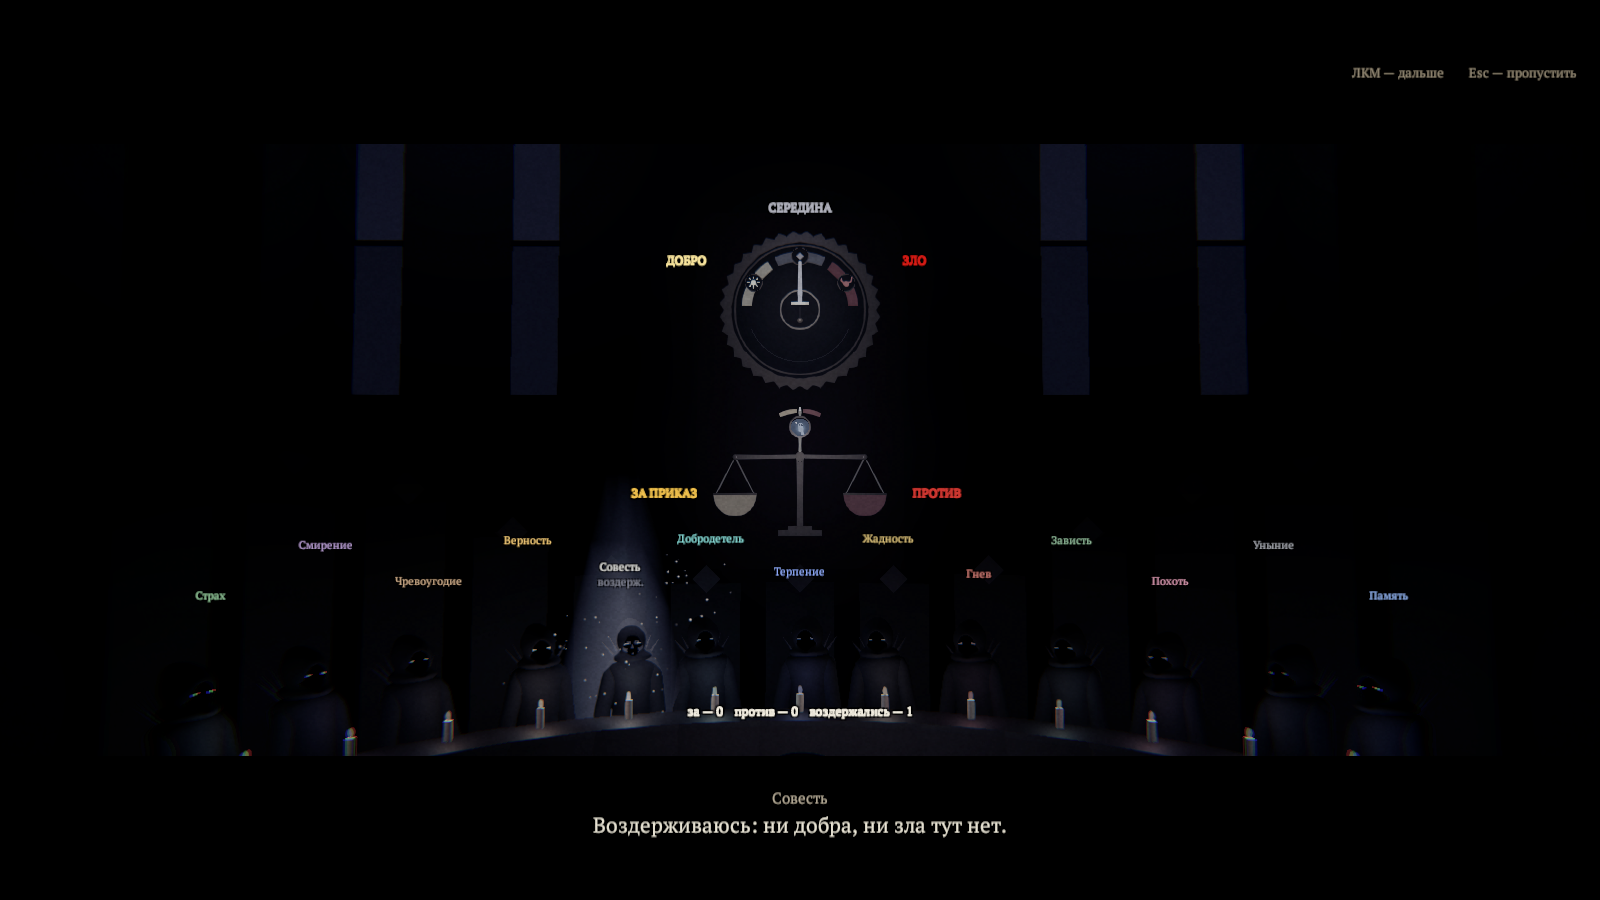 ЛКМ — дальше Esc — пропустить
СЕРЕДИНА
ДОБРО
ЗЛО
ЗА ПРИКАЗ
ПРОТИВ
Смирение
Верность
Добродетель
Жадность
Зависть
Уныние
Чревоугодие
Совесть
воздерж.
Терпение
Гнев
Похоть
Страх
Память
за — 0 против — 0 воздержались — 1
Совесть
Воздерживаюсь: ни добра, ни зла тут нет.